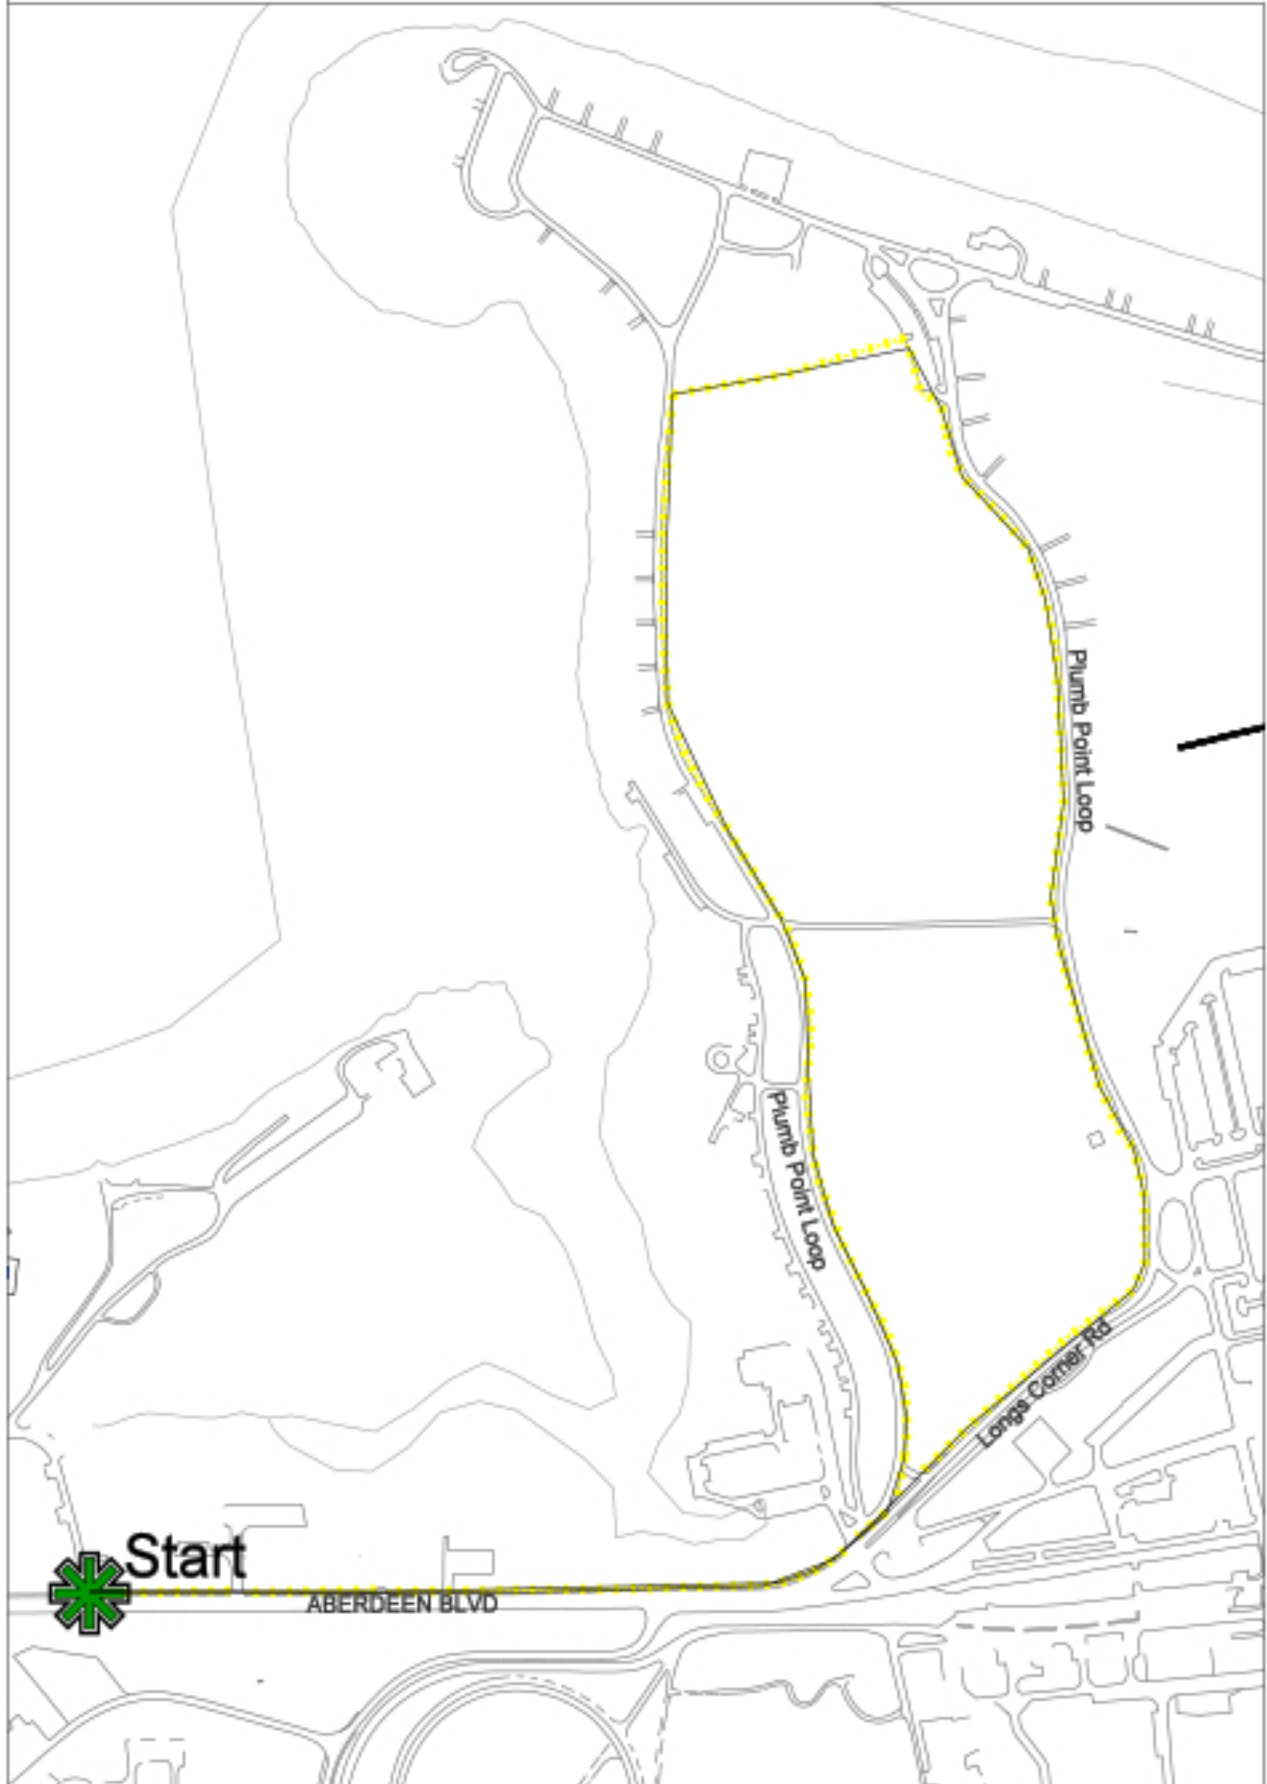 Plumb Point Loop
Plumb Point Loop
Longs Corner Rd
Start
ABERDEEN BLVD